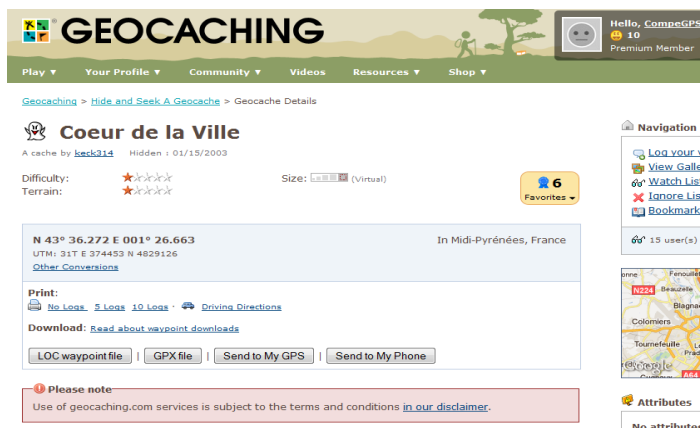 GEOCACHING
Hello, CompeGPS
10
Premium Member
Play ▼ Your Profile ▼ Community ▼ Videos Resources ▼ Shop ▼
Geocaching > Hide and Seek A Geocache > Geocache Details
Coeur de la Ville
A cache by keck314 Hidden : 01/15/2003
Difficulty:
Terrain:
Size: (Virtual)
6
Favorites
N 43° 36.272 E 001° 26.663
In Midi-Pyrénées, France
UTM: 31T E 374453 N 4829126
Other Conversions
Print:
No Logs 5 Logs 10 Logs · Driving Directions
Download: Read about waypoint downloads
LOC waypoint file | GPX file | Send to My GPS | Send to My Phone
Please note
Use of geocaching.com services is subject to the terms and conditions in our disclaimer.
Navigation
Log your v
View Galle
Watch List
Ignore Lis
Bookmark
15 user(s)
onne Fenouillet
N224 Beauzelle
Blagna
Colomiers
Tournefeuille
A64
Attributes
No attributes